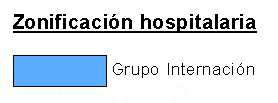 Zonificación hospitalaria
Grupo Internación